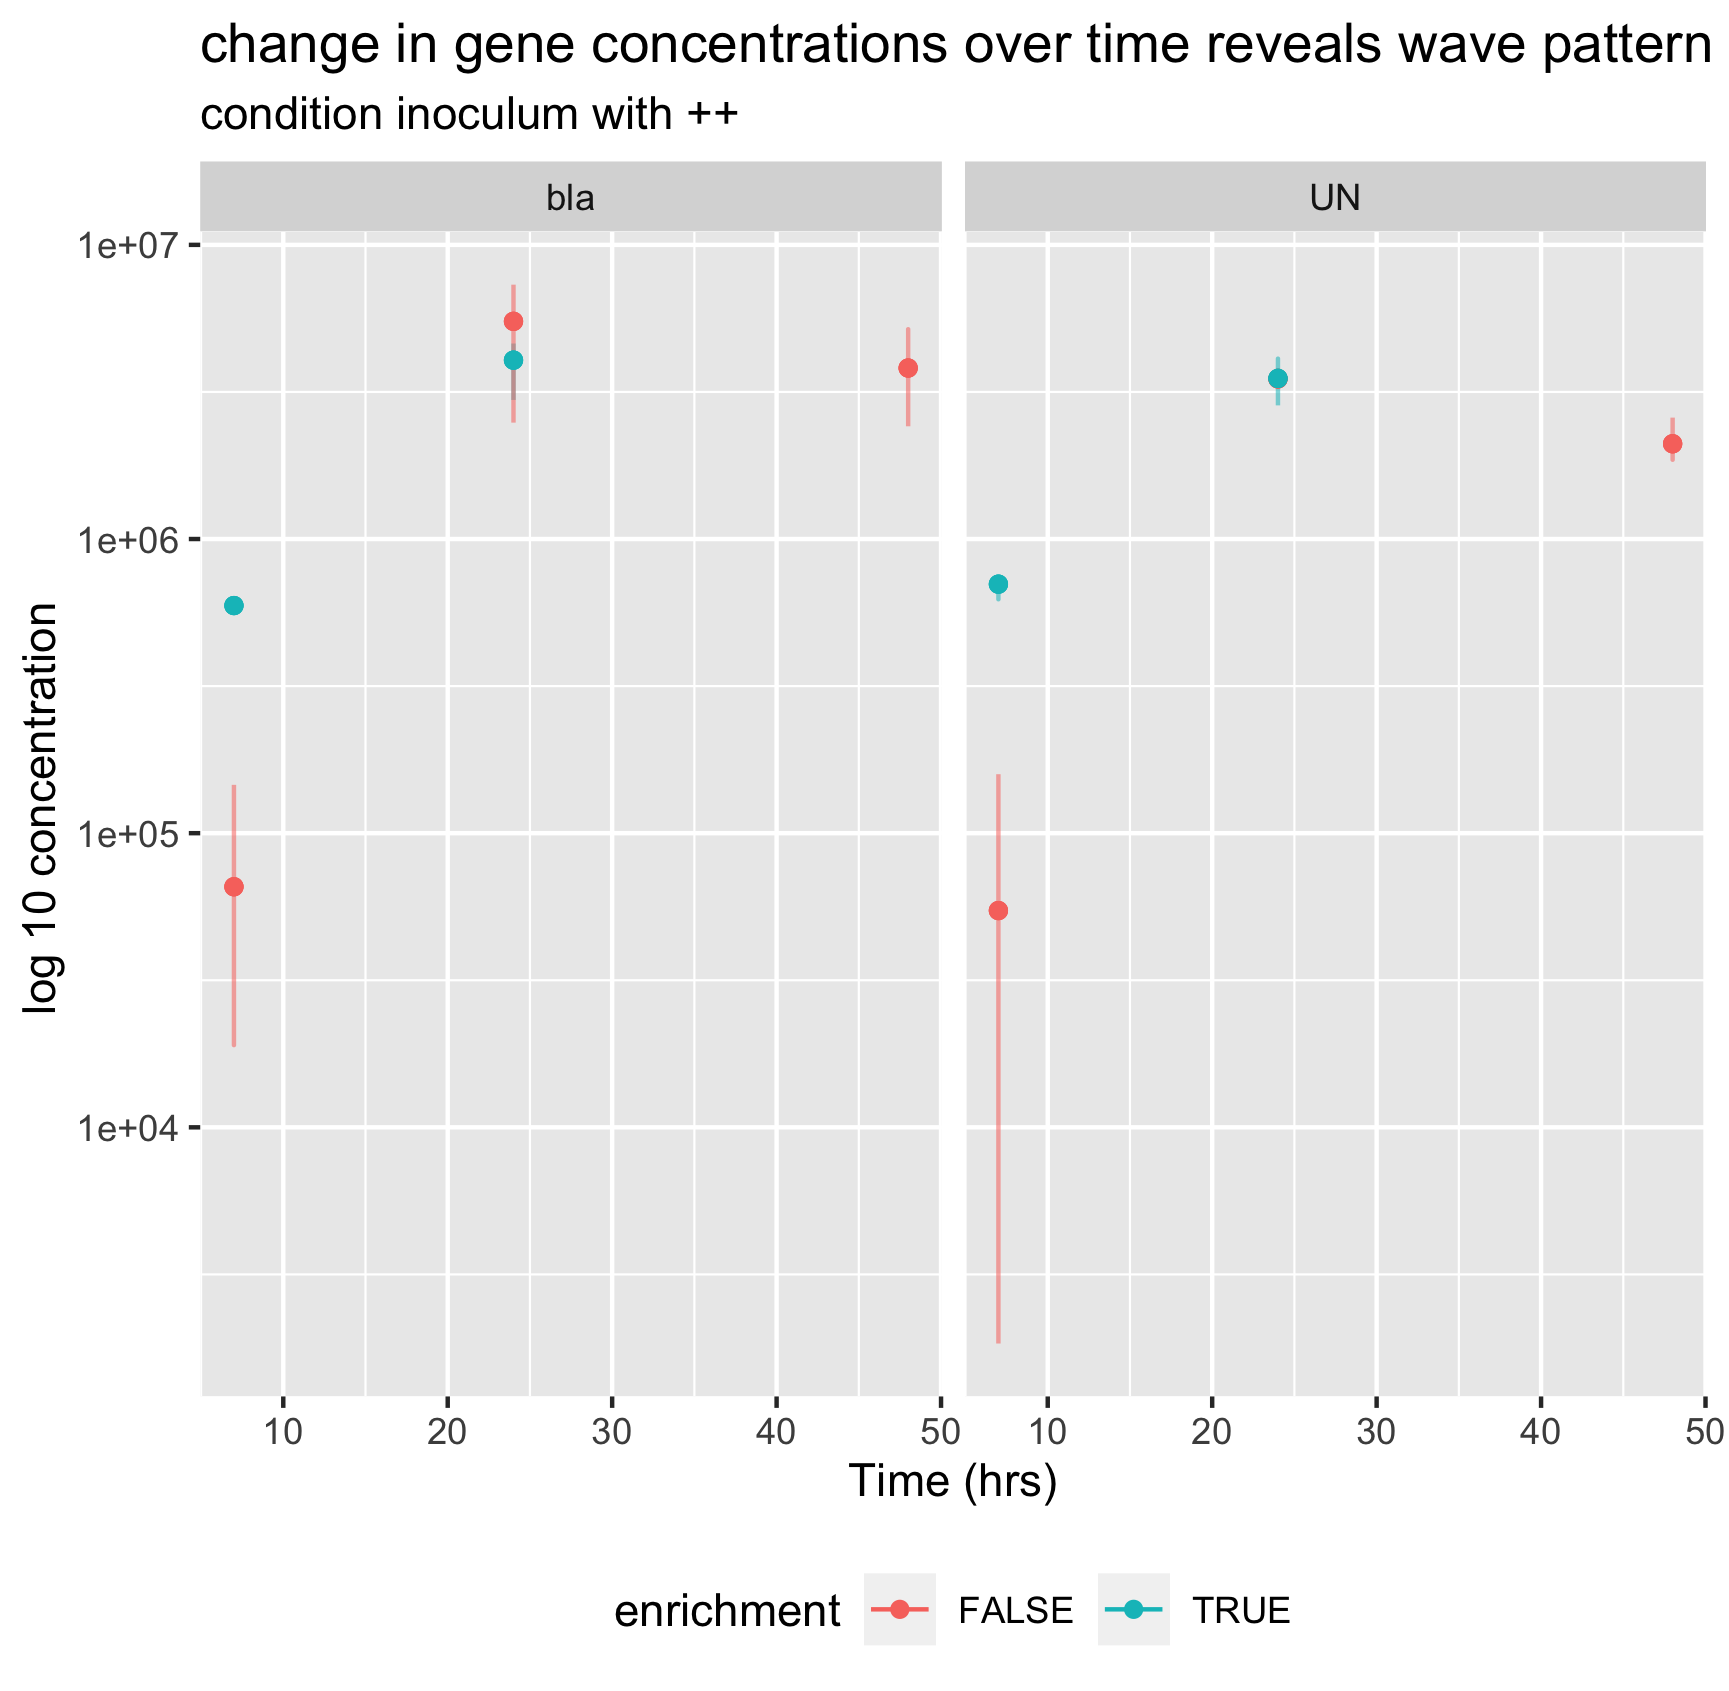 change in gene concentrations over time reveals wave pattern
condition inoculum with ++
bla
UN
1e+07
1e+06
1e+05
1e+04
log 10 concentration
10 20 30 40 50 10 20 30 40 50
Time (hrs)
enrichment FALSE TRUE